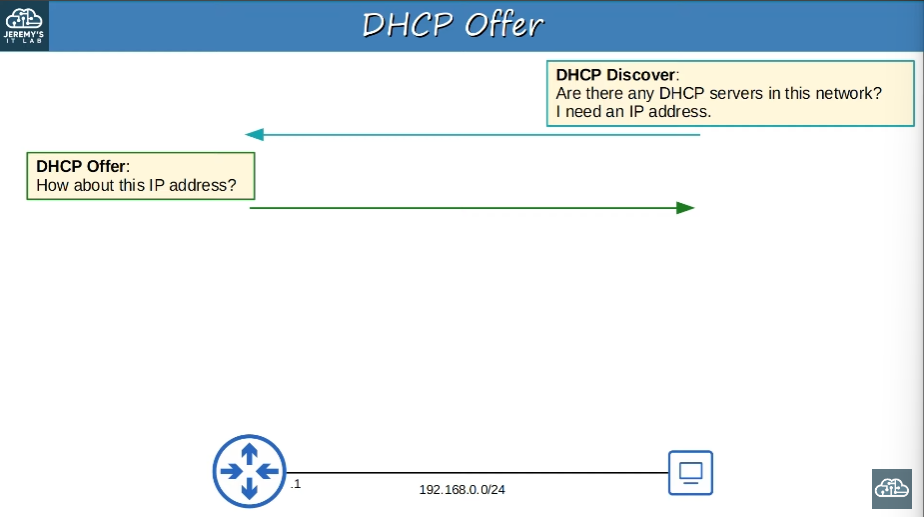 JEREMY'S
IT LAB
DHCP Offer
DHCP Discover:
Are there any DHCP servers in this network?
I need an IP address.
DHCP Offer:
How about this IP address?
.1
192.168.0.0/24